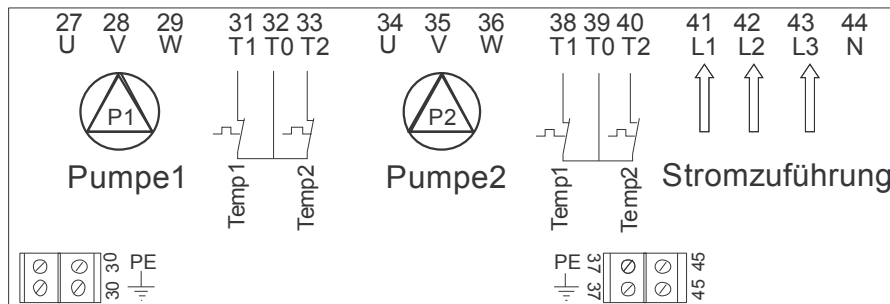 27 28 29 31 32 33 34 35 36 38 39 40 41 42 43 44
U V W T1 T0 T2 U V W T1 T0 T2 L1 L2 L3 N
P1 P2
Pumpe1 Temp1 Temp2 Pumpe2 Temp1 Temp2 Stromzuführung
30 30 PE PE 37 37 45 45